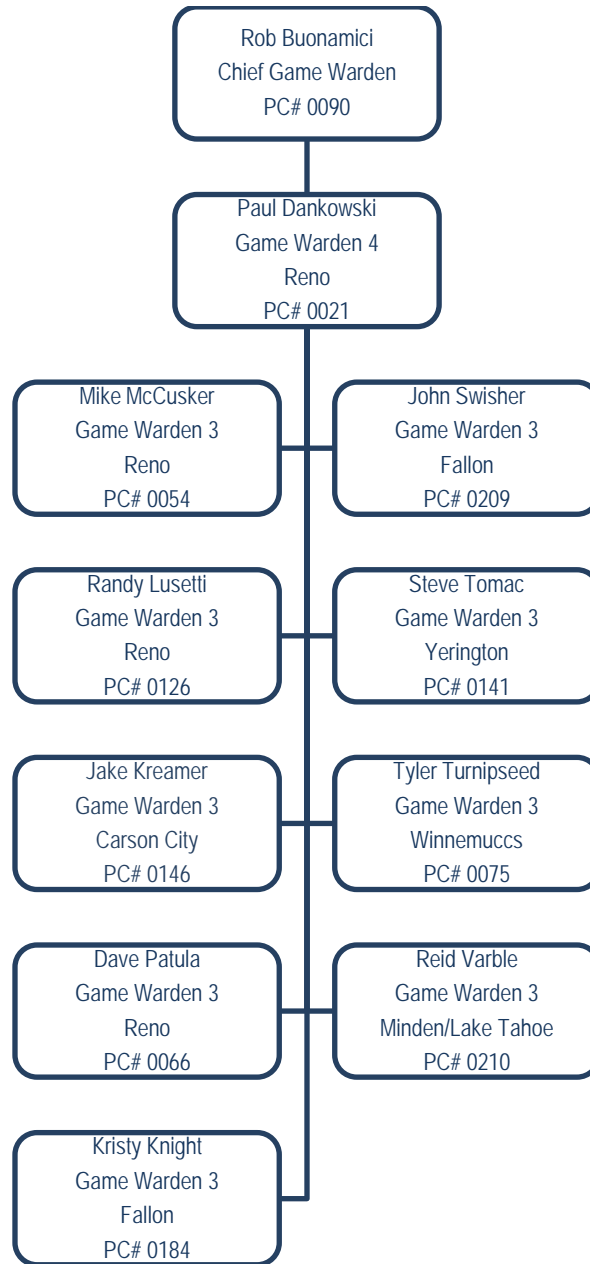 Rob Buonamici
Chief Game Warden
PC# 0090
Paul Dankowski
Game Warden 4
Reno
PC# 0021
Mike McCusker
Game Warden 3
Reno
PC# 0054
John Swisher
Game Warden 3
Fallon
PC# 0209
Randy Lusetti
Game Warden 3
Reno
PC# 0126
Steve Tomac
Game Warden 3
Yerington
PC# 0141
Jake Kreamer
Game Warden 3
Carson City
PC# 0146
Tyler Turnipseed
Game Warden 3
Winnemuccs
PC# 0075
Dave Patula
Game Warden 3
Reno
PC# 0066
Reid Varble
Game Warden 3
Minden/Lake Tahoe
PC# 0210
Kristy Knight
Game Warden 3
Fallon
PC# 0184